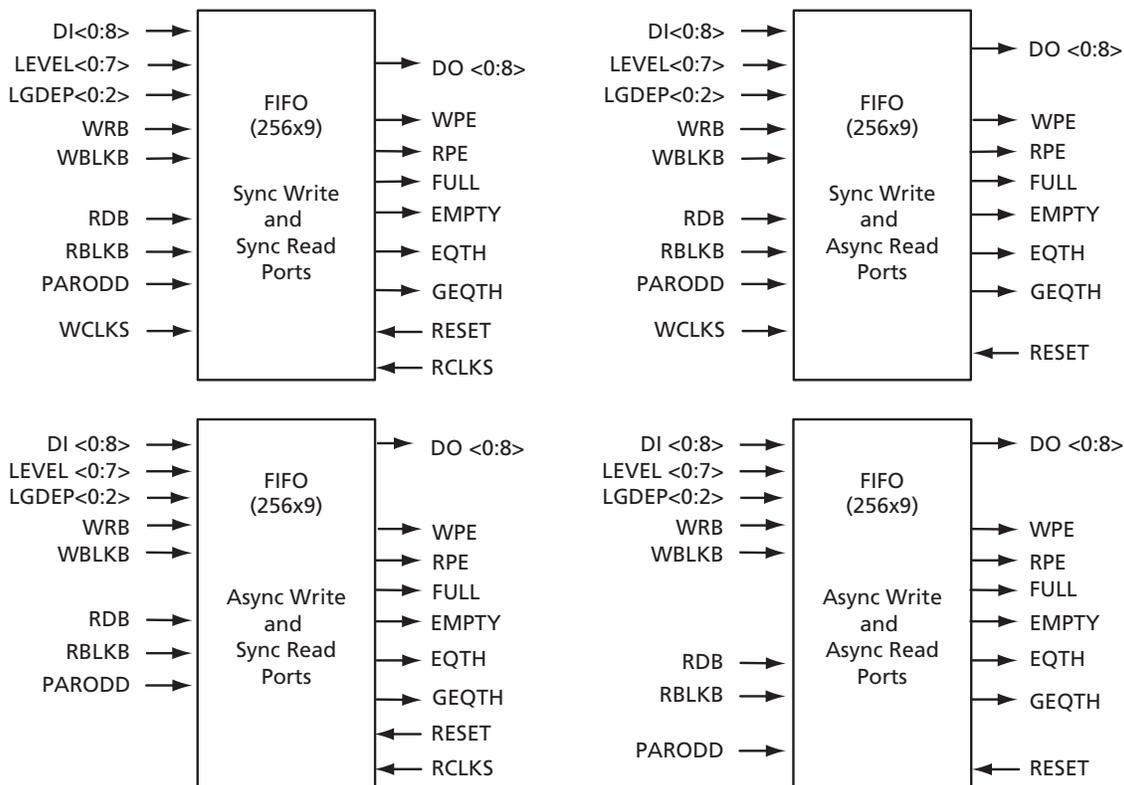 DI<0:8>
LEVEL<0:7>
LGDEP<0:2>
WRB
WBLKB
RDB
RBLKB
PARODD
WCLKS
FIFO
(256x9)
Sync Write
and
Sync Read
Ports
DO <0:8>
WPE
RPE
FULL
EMPTY
EQTH
GEQTH
RESET
RCLKS
DI<0:8>
LEVEL<0:7>
LGDEP<0:2>
WRB
WBLKB
RDB
RBLKB
PARODD
WCLKS
FIFO
(256x9)
Sync Write
and
Async Read
Ports
DO <0:8>
WPE
RPE
FULL
EMPTY
EQTH
GEQTH
RESET
DI <0:8>
LEVEL <0:7>
LGDEP<0:2>
WRB
WBLKB
RDB
RBLKB
PARODD
FIFO
(256x9)
Async Write
and
Sync Read
Ports
DO <0:8>
WPE
RPE
FULL
EMPTY
EQTH
GEQTH
RESET
RCLKS
DI <0:8>
LEVEL <0:7>
LGDEP<0:2>
WRB
WBLKB
RDB
RBLKB
PARODD
FIFO
(256x9)
Async Write
and
Async Read
Ports
DO <0:8>
WPE
RPE
FULL
EMPTY
EQTH
GEQTH
RESET